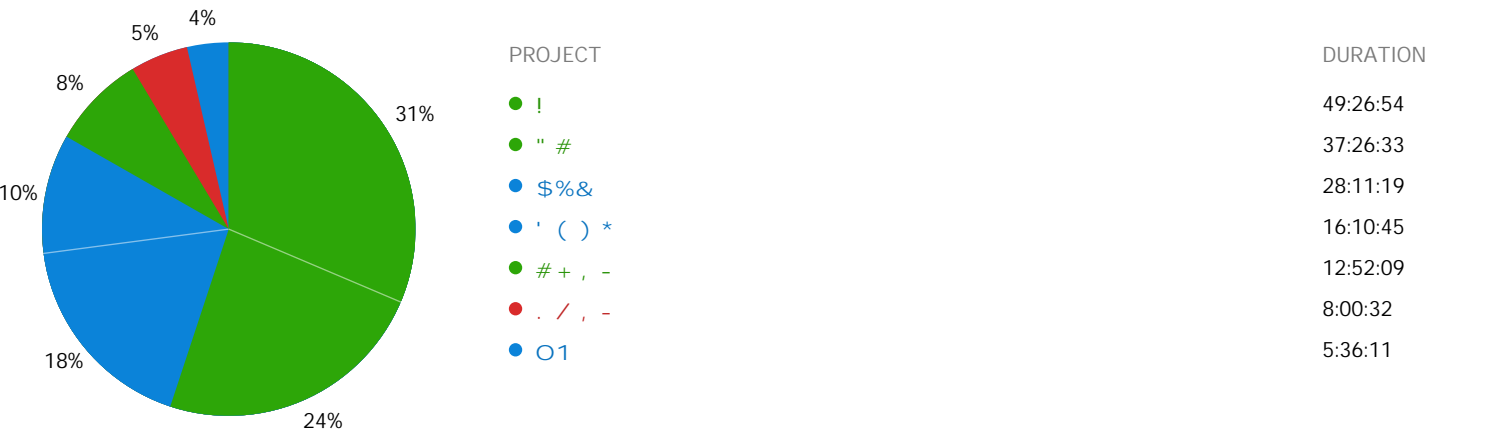 4%
5%
8%
31%
10%
18%
24%
PROJECT DURATION
! 49:26:54
" # 37:26:33
$%& 28:11:19
' ( ) * 16:10:45
# + , - 12:52:09
. / , - 8:00:32
01 5:36:11